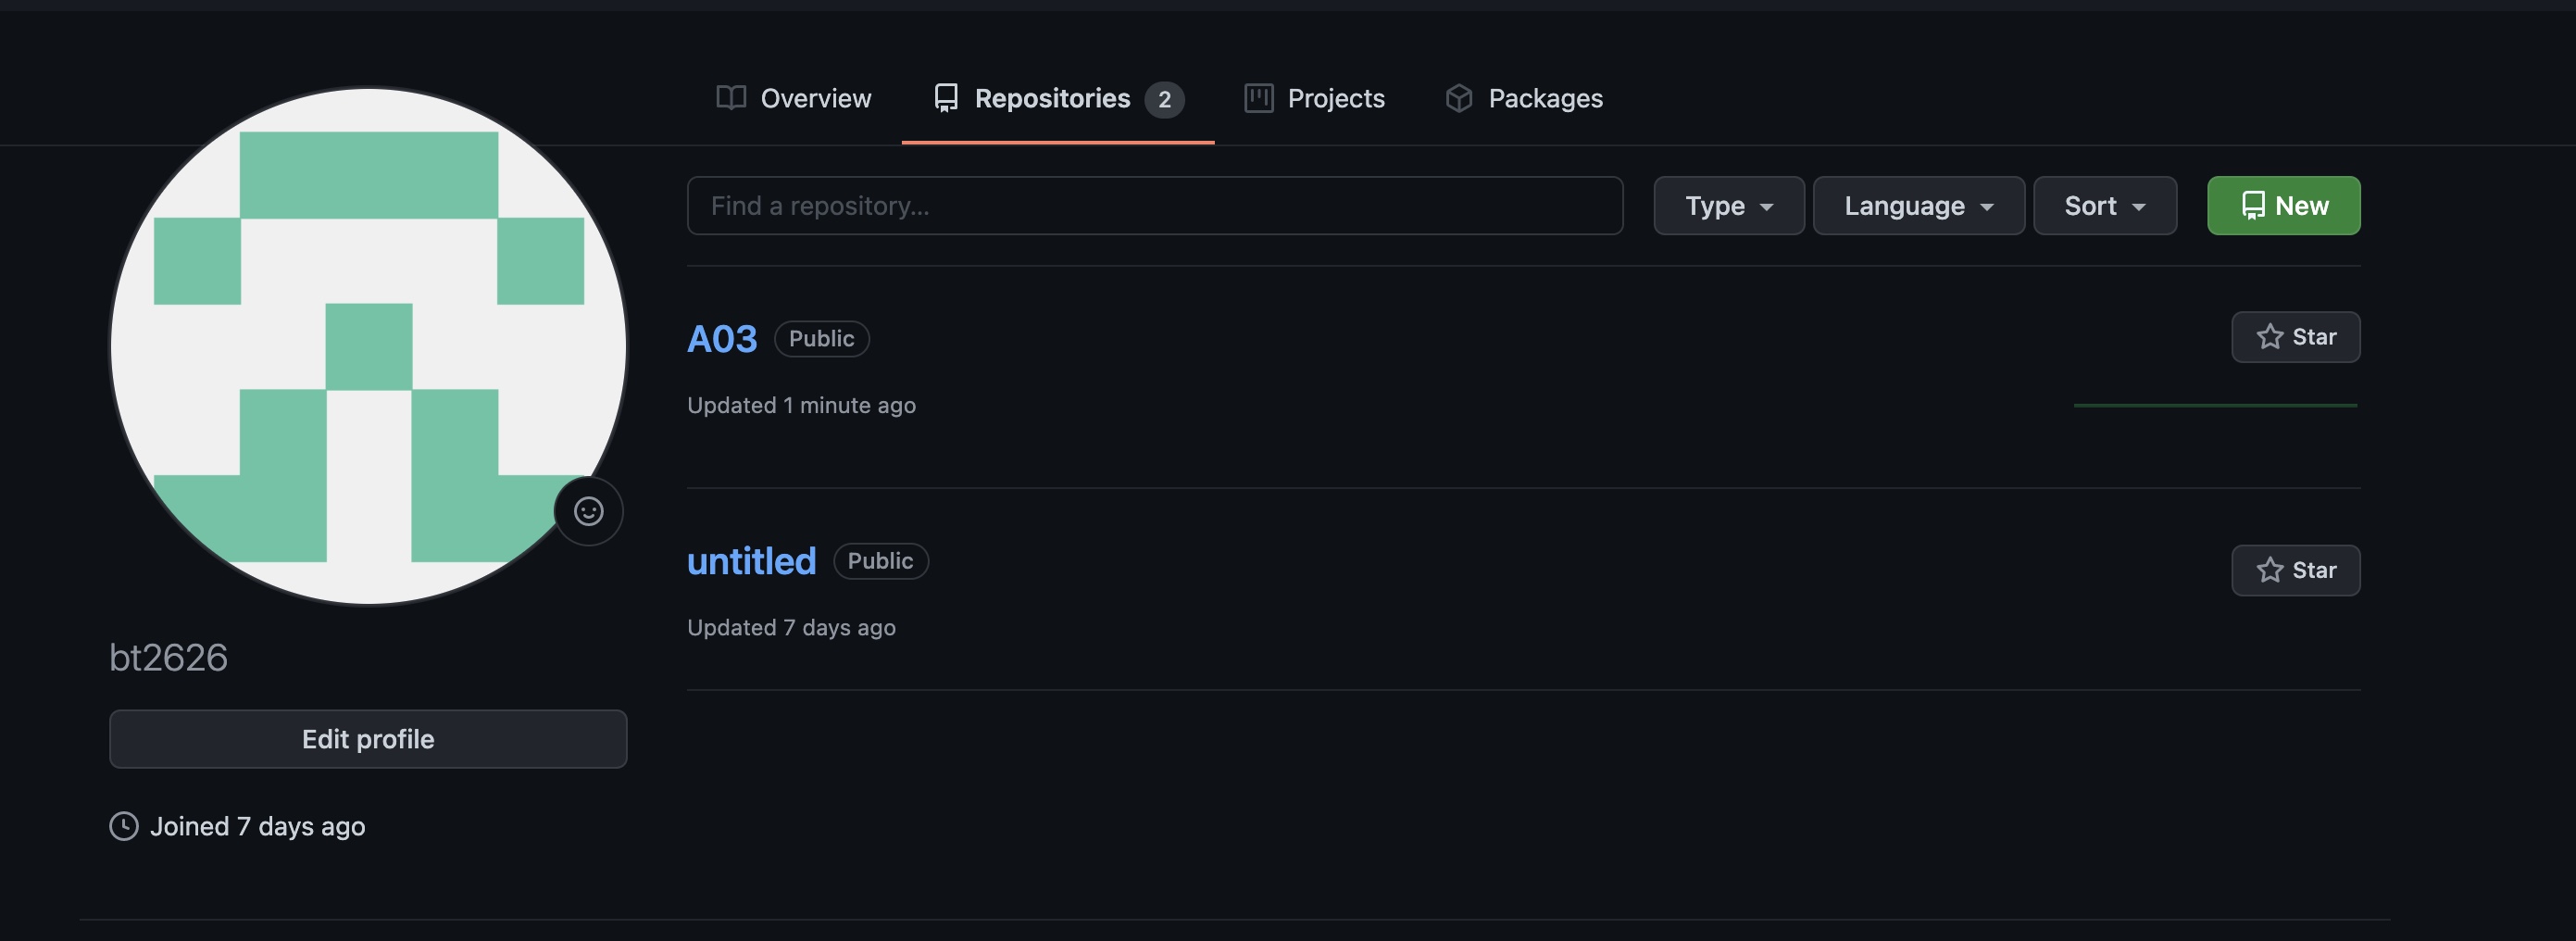 Overview Repositories 2 Projects Packages
Find a repository... Type Language Sort New
A03 Public Star
Updated 1 minute ago
untitled Public Star
Updated 7 days ago
bt2626
Edit profile
Joined 7 days ago